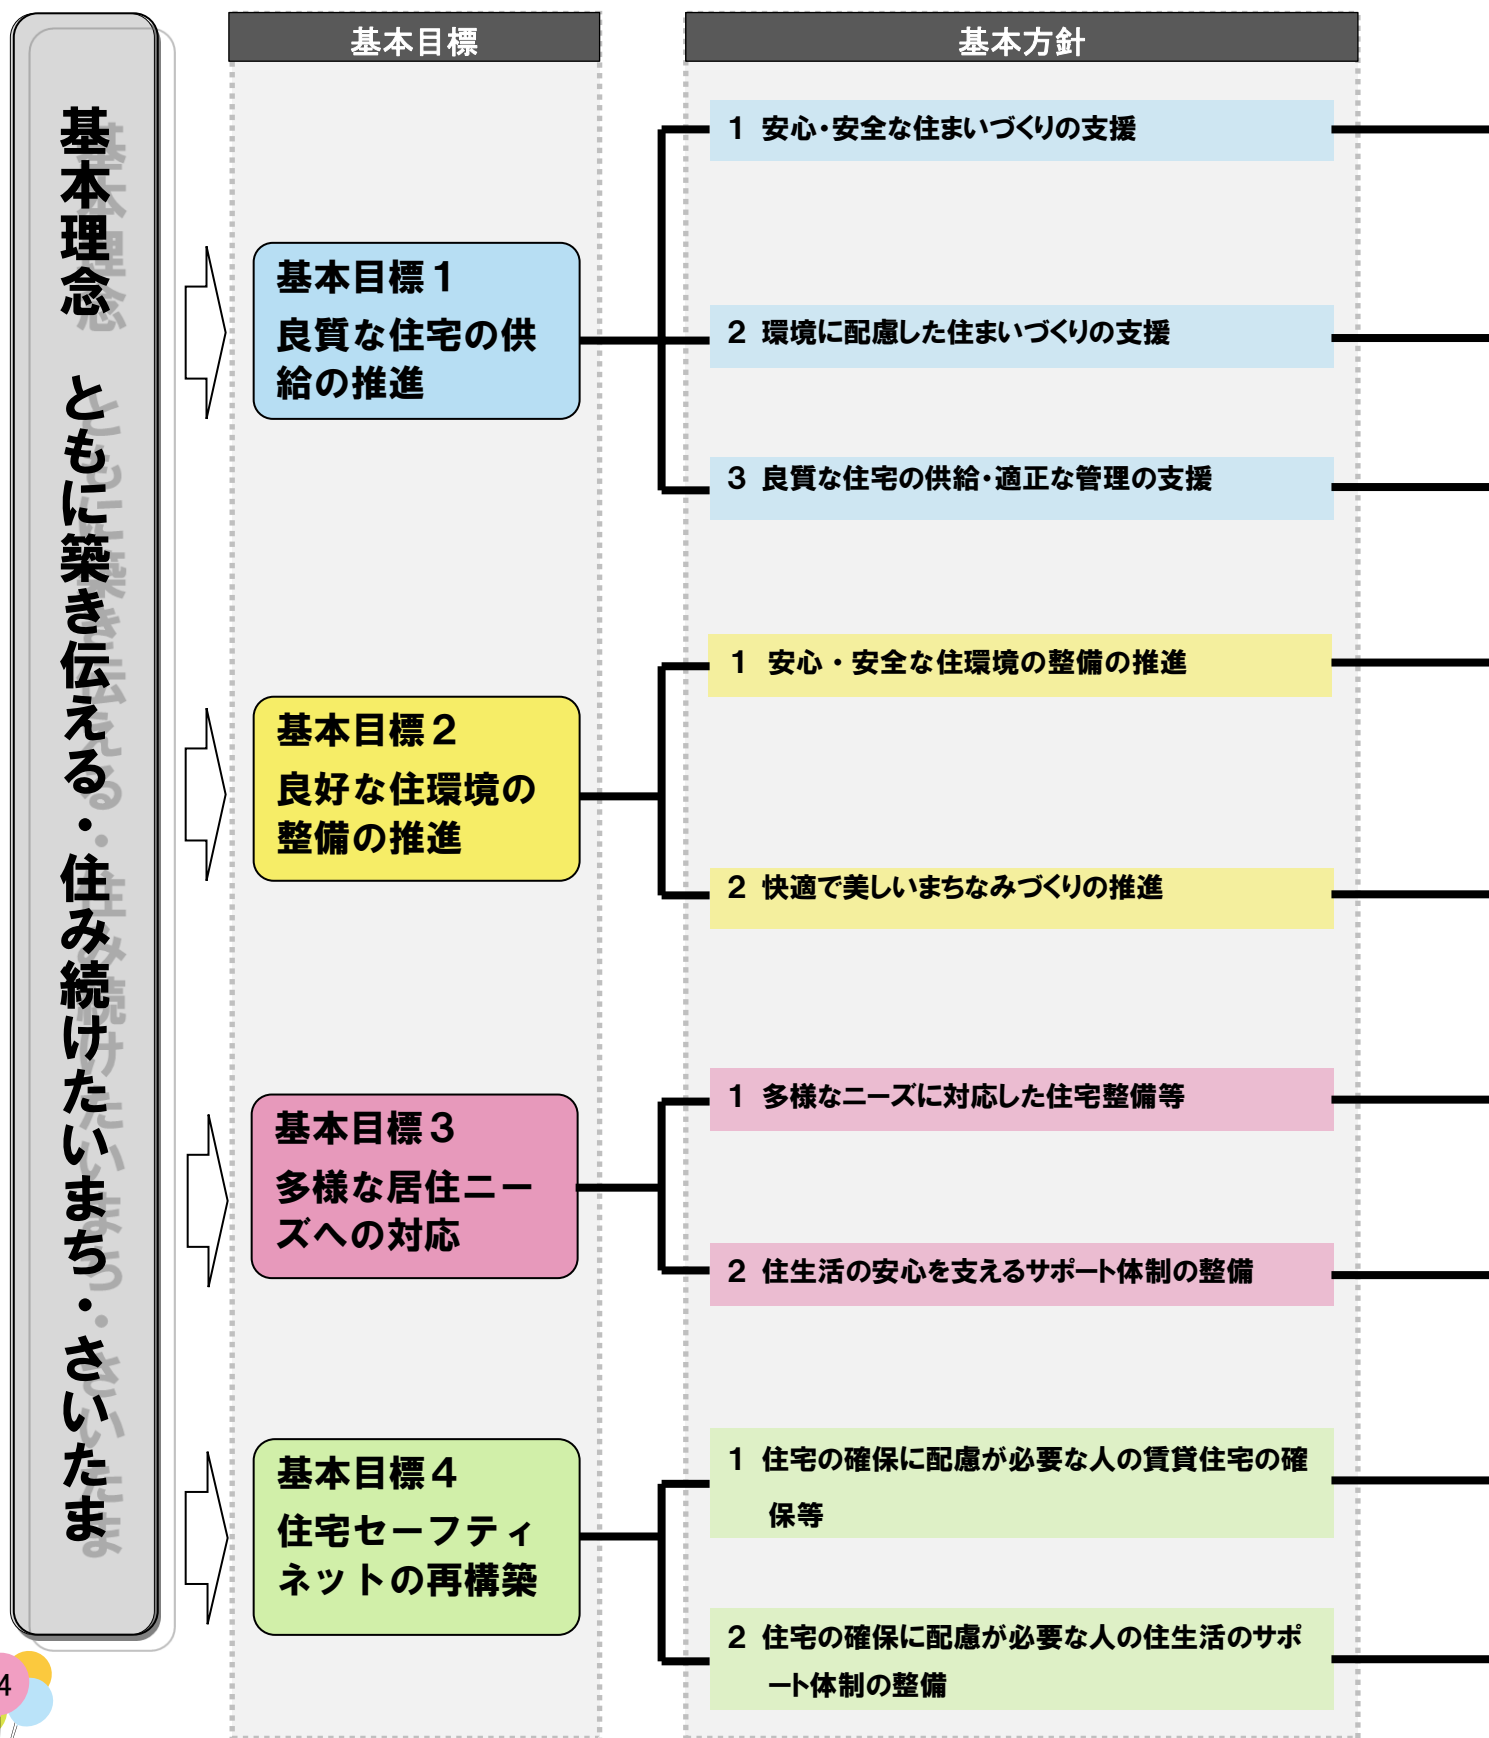 基本理念　ともに築き伝える・住み続けたいまち・さいたま
基本目標
基本方針
基本目標１
良質な住宅の供
給の推進
1 安心・安全な住まいづくりの支援
2 環境に配慮した住まいづくりの支援
3 良質な住宅の供給・適正な管理の支援
基本目標２
良好な住環境の
整備の推進
1 安心・安全な住環境の整備の推進
2 快適で美しいまちなみづくりの推進
基本目標３
多様な居住ニー
ズへの対応
1 多様なニーズに対応した住宅整備等
2 住生活の安心を支えるサポート体制の整備
基本目標４
住宅セーフティ
ネットの再構築
1 住宅の確保に配慮が必要な人の賃貸住宅の確
保等
2 住宅の確保に配慮が必要な人の住生活のサポ
ート体制の整備
4